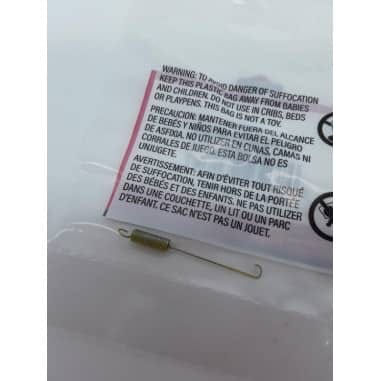 WARNING: TO AVOID DANGER OF SUFFOCATION
KEEP THIS PLASTIC BAG AWAY FROM BABIES
AND CHILDREN. DO NOT USE IN CRIBS, BEDS
OR PLAYPENS. THIS BAG IS NOT A TOY.
PRECAUCION: MANTENER FUERA DEL ALCANCE
DE BEBÉS Y NIÑOS PARA EVITAR EL PELIGRO
DE ASFIXIA. NO UTILIZAR EN CUNAS, CAMAS NI
CORRALES DE JUEGO. ESTA BOLSA NO ES
UNJUGETE.
AVERTISSEMENT: AFIN D'ÉVITER TOUT RISQUE
DE SUFFOCATION, TENIR HORS DE LA PORTÉE
DES BÉBÉS ET DES ENFANTS. NE PAS UTILIZER
DANS UNE COUCHETTE, UN LIT OU UN PARC
D'ENFANT. CE SAC N'EST PAS UN JOUET.